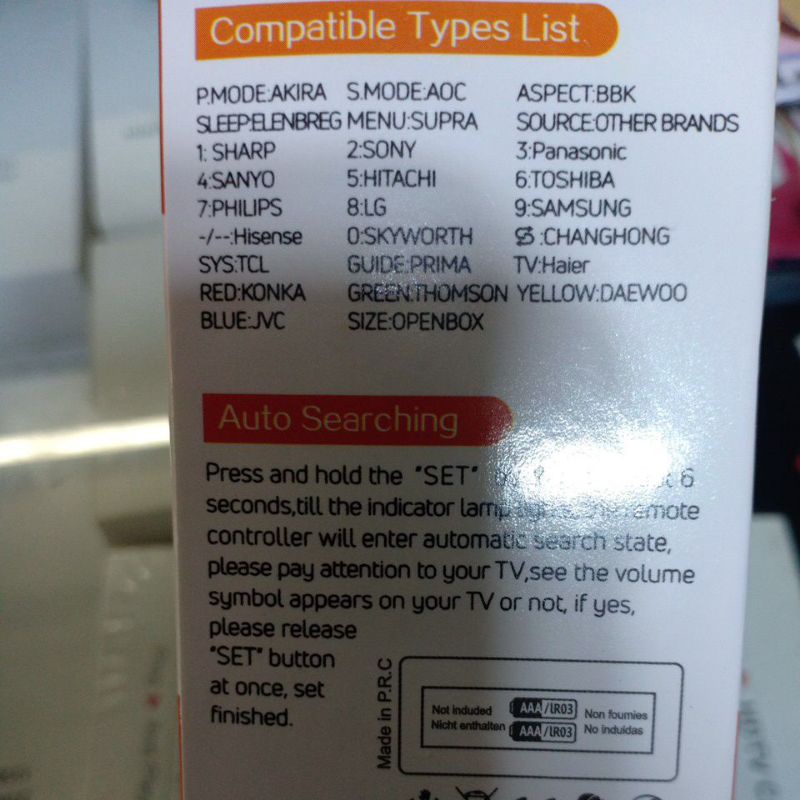 Compatible Types List
P.MODE:AKIRA S.MODE:AOC ASPECT:BBK
SLEEP:ELENBREG MENU:SUPRA SOURCE:OTHER BRANDS
1: SHARP 2:SONY 3:Panasonic
4:SANYO 5:HITACHI 6:TOSHIBA
7:PHILIPS 8:LG 9:SAMSUNG
-/--:Hisense 0:SKYWORTH :CHANGHONG
SYS:TCL GUIDE:PRIMA TV:Haier
RED:KONKA GREEN:THOMSON YELLOW:DAEWOO
BLUE:JVC SIZE:OPENBOX
Auto Searching
Press and hold the "SET" 6
seconds,till the indicator lamp the remote
controller will enter automatic search state,
please pay attention to your TV,see the volume
symbol appears on your TV or not, if yes,
please release
"SET" button
at once, set
finished.
Made in P.R.C
Not included AAA/LR03 Non fournies
Nicht enthalten AAA/LR03 No induidas